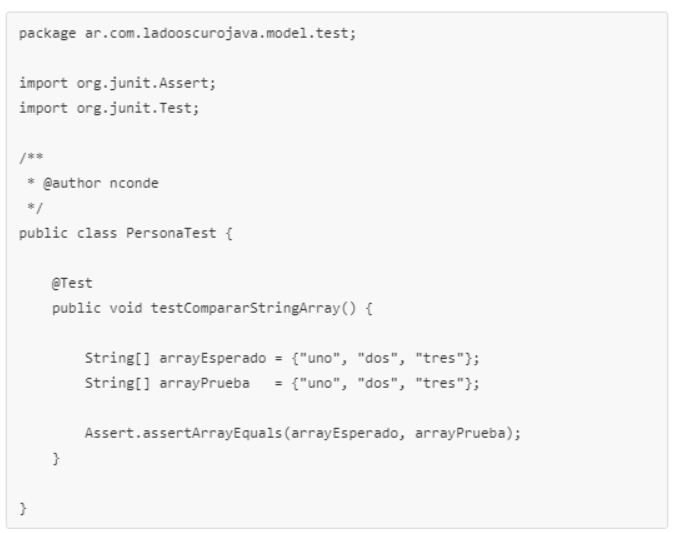 package ar.com.ladooscurojava.model.test;
import org.junit.Assert;
import org.junit.Test;
/**
 * @author nconde
 */
public class PersonaTest {
    @Test
    public void testCompararStringArray() {
        String[] arrayEsperado = {"uno", "dos", "tres"};
        String[] arrayPrueba   = {"uno", "dos", "tres"};
        Assert.assertArrayEquals(arrayEsperado, arrayPrueba);
    }
}